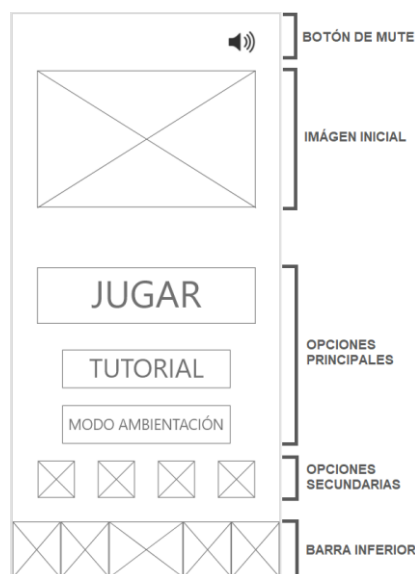 BOTÓN DE MUTE
IMÁGEN INICIAL
JUGAR
TUTORIAL
MODO AMBIENTACIÓN
OPCIONES
PRINCIPALES
OPCIONES
SECUNDARIAS
BARRA INFERIOR